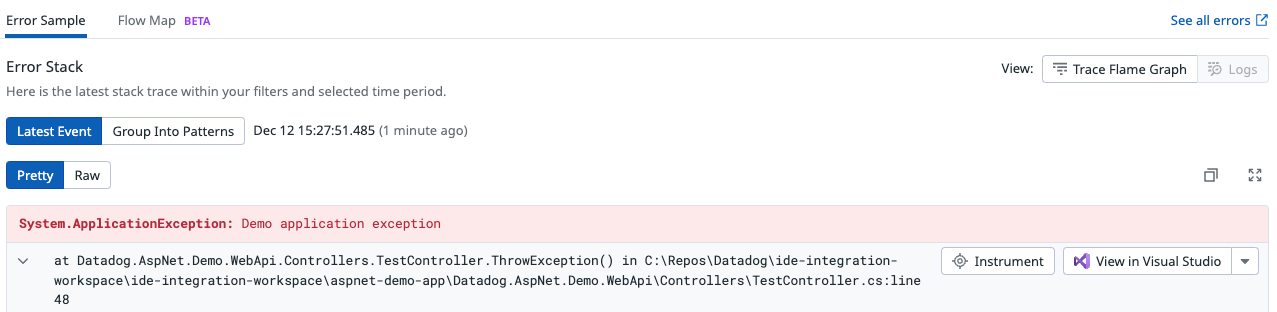 Error Sample
Flow Map BETA
See all errors
Error Stack
View:
Trace Flame Graph
Logs
Here is the latest stack trace within your filters and selected time period.
Latest Event
Group Into Patterns
Dec 12 15:27:51.485 (1 minute ago)
Pretty
Raw
System.ApplicationException: Demo application exception
at Datadog.AspNet.Demo.WebApi.Controllers.TestController.ThrowException() in C:\Repos\Datadog\ide-integration-
workspace\ide-integration-workspace\aspnet-demo-app\Datadog.AspNet.Demo.WebApi\Controllers\TestController.cs:line
48
Instrument
View in Visual Studio